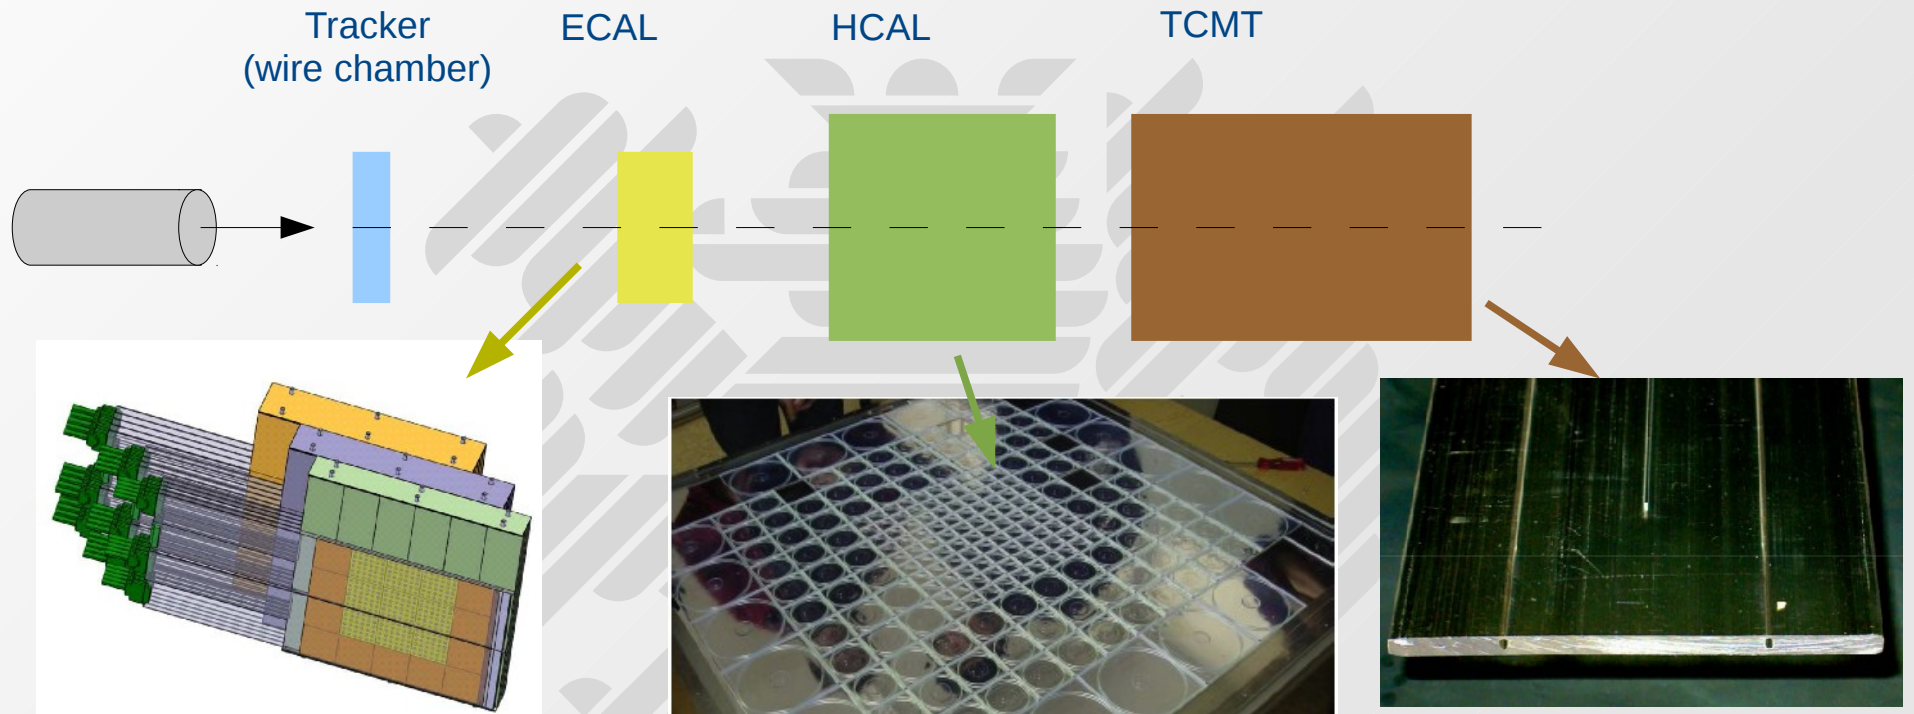 Tracker
(wire chamber)
ECAL
HCAL
TCMT